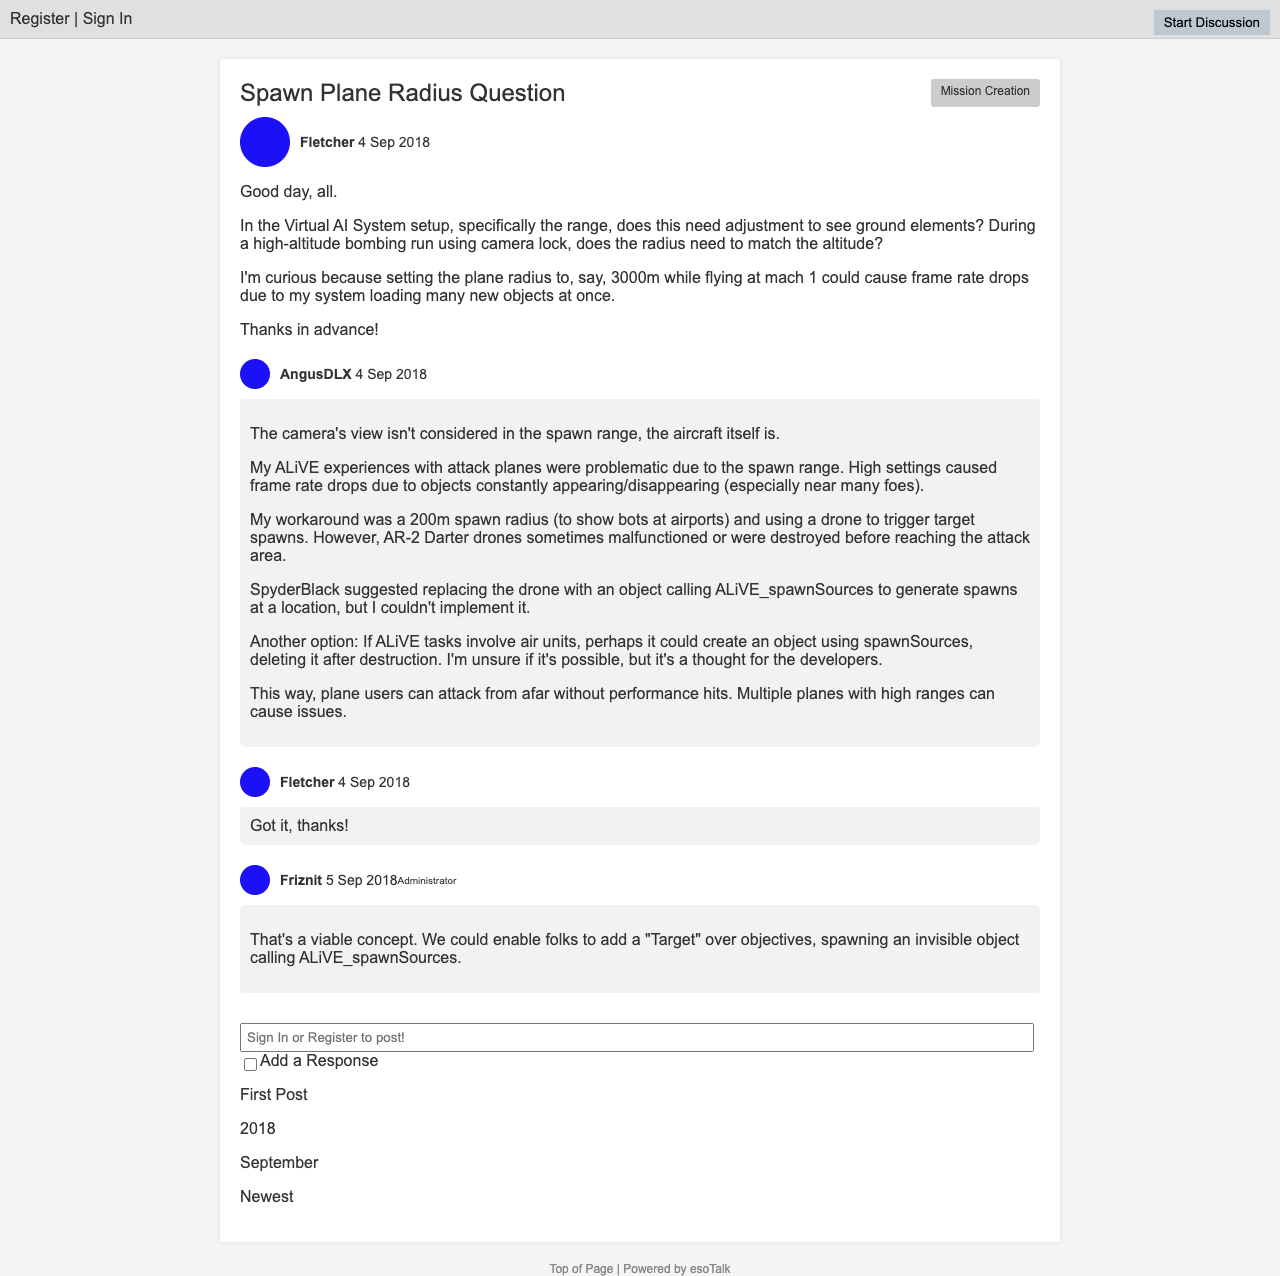 Register | Sign In
Start Discussion
Spawn Plane Radius Question
Mission Creation
Fletcher 4 Sep 2018
Good day, all.
In the Virtual AI System setup, specifically the range, does this need adjustment to see ground elements? During
a high-altitude bombing run using camera lock, does the radius need to match the altitude?
I'm curious because setting the plane radius to, say, 3000m while flying at mach 1 could cause frame rate drops
due to my system loading many new objects at once.
Thanks in advance!
AngusDLX 4 Sep 2018
The camera's view isn't considered in the spawn range, the aircraft itself is.
My ALiVE experiences with attack planes were problematic due to the spawn range. High settings caused
frame rate drops due to objects constantly appearing/disappearing (especially near many foes).
My workaround was a 200m spawn radius (to show bots at airports) and using a drone to trigger target
spawns. However, AR-2 Darter drones sometimes malfunctioned or were destroyed before reaching the attack
area.
SpyderBlack suggested replacing the drone with an object calling ALiVE_spawnSources to generate spawns
at a location, but I couldn't implement it.
Another option: If ALiVE tasks involve air units, perhaps it could create an object using spawnSources,
deleting it after destruction. I'm unsure if it's possible, but it's a thought for the developers.
This way, plane users can attack from afar without performance hits. Multiple planes with high ranges can
cause issues.
Fletcher 4 Sep 2018
Got it, thanks!
Friznit 5 Sep 2018Administrator
That's a viable concept. We could enable folks to add a "Target" over objectives, spawning an invisible object
calling ALiVE_spawnSources.
Sign In or Register to post!
Add a Response
First Post
2018
September
Newest
Top of Page | Powered by esoTalk